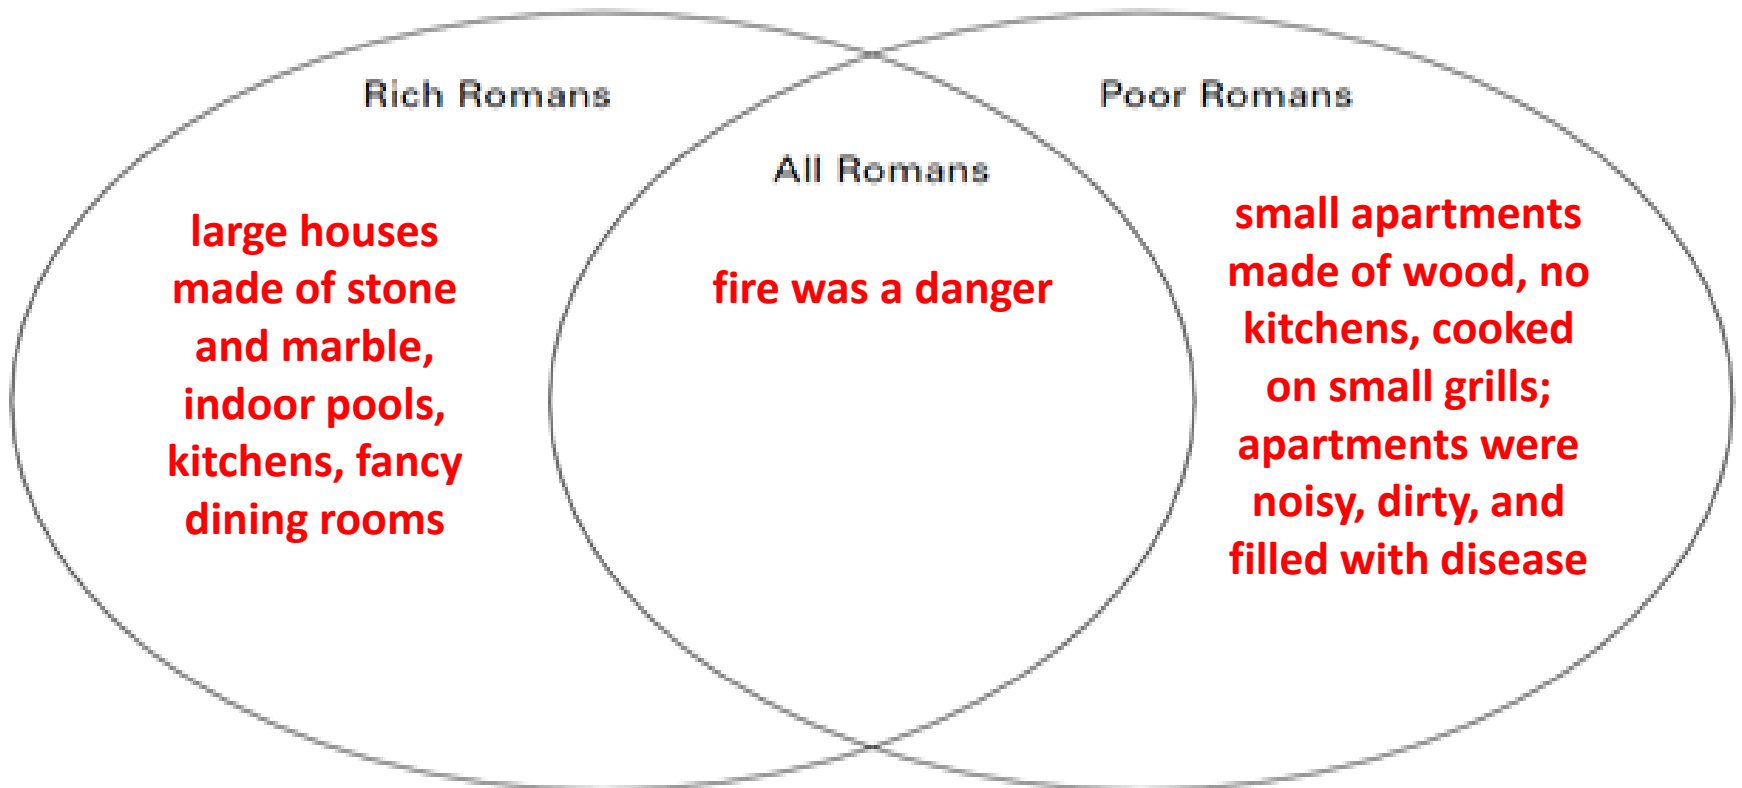 Rich Romans
large houses
made of stone
and marble,
indoor pools,
kitchens, fancy
dining rooms
All Romans
fire was a danger
Poor Romans
small apartments
made of wood, no
kitchens, cooked
on small grills;
apartments were
noisy, dirty, and
filled with disease